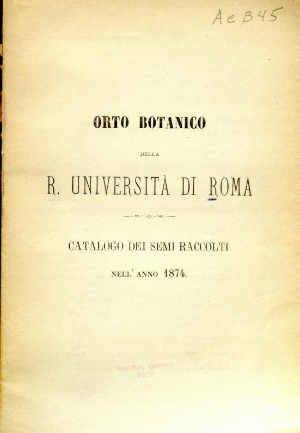 Ae B45
ORTO BOTANICO
DELLA
R. UNIVERSITÀ DI ROMA
CATALOGO DEI SEMI RACCOLTI
NELL' ANNO 1874.